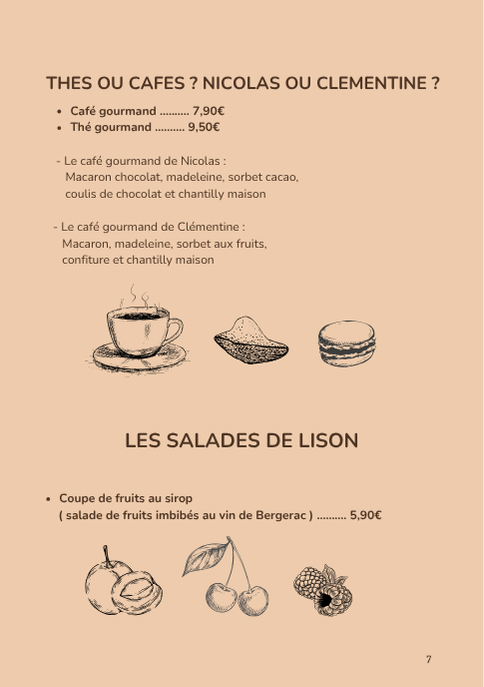 THES OU CAFES ? NICOLAS OU CLEMENTINE ?
• Café gourmand .......... 7,90€
• Thé gourmand .......... 9,50€
- Le café gourmand de Nicolas :
Macaron chocolat, madeleine, sorbet cacao,
coulis de chocolat et chantilly maison
- Le café gourmand de Clémentine :
Macaron, madeleine, sorbet aux fruits,
confiture et chantilly maison
LES SALADES DE LISON
• Coupe de fruits au sirop
( salade de fruits imbibés au vin de Bergerac ) .......... 5,90€
7